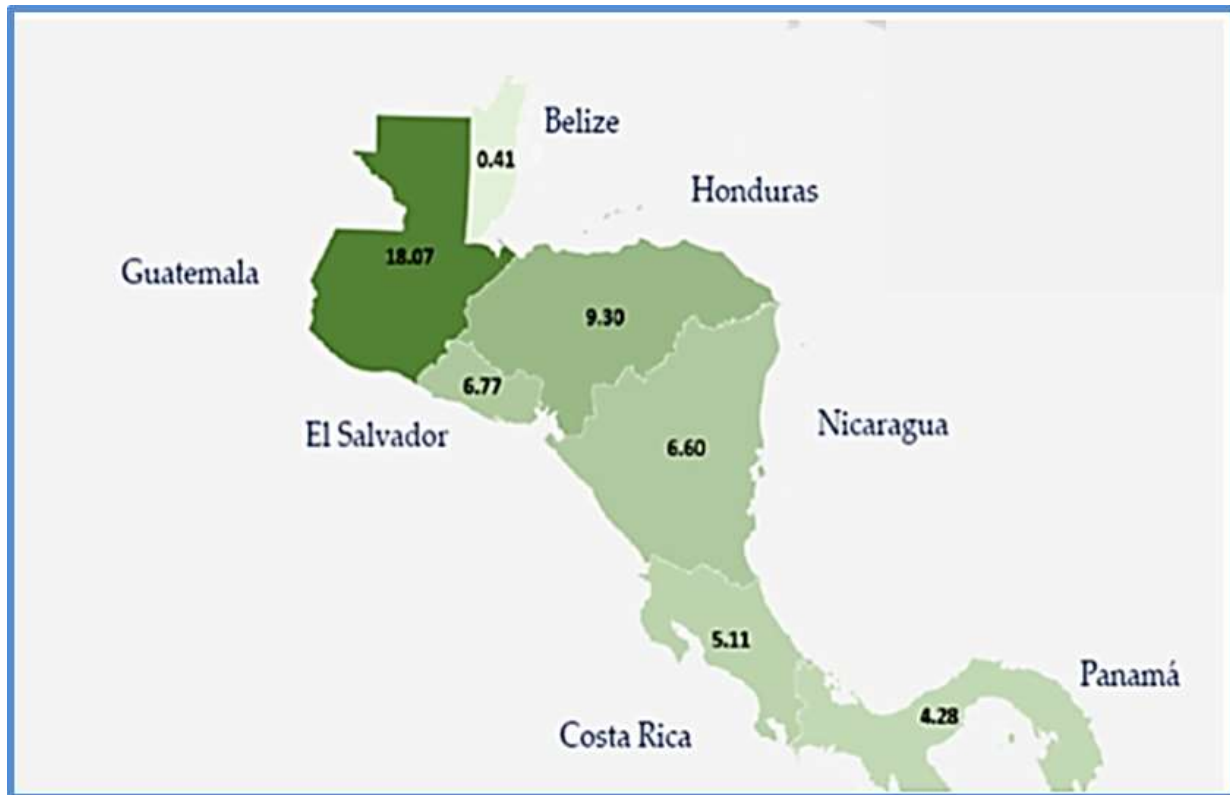 Belize
0.41
Honduras
18.07
Guatemala
9.30
6.77
El Salvador
Nicaragua
6.60
5.11
Panamá
4.28
Costa Rica